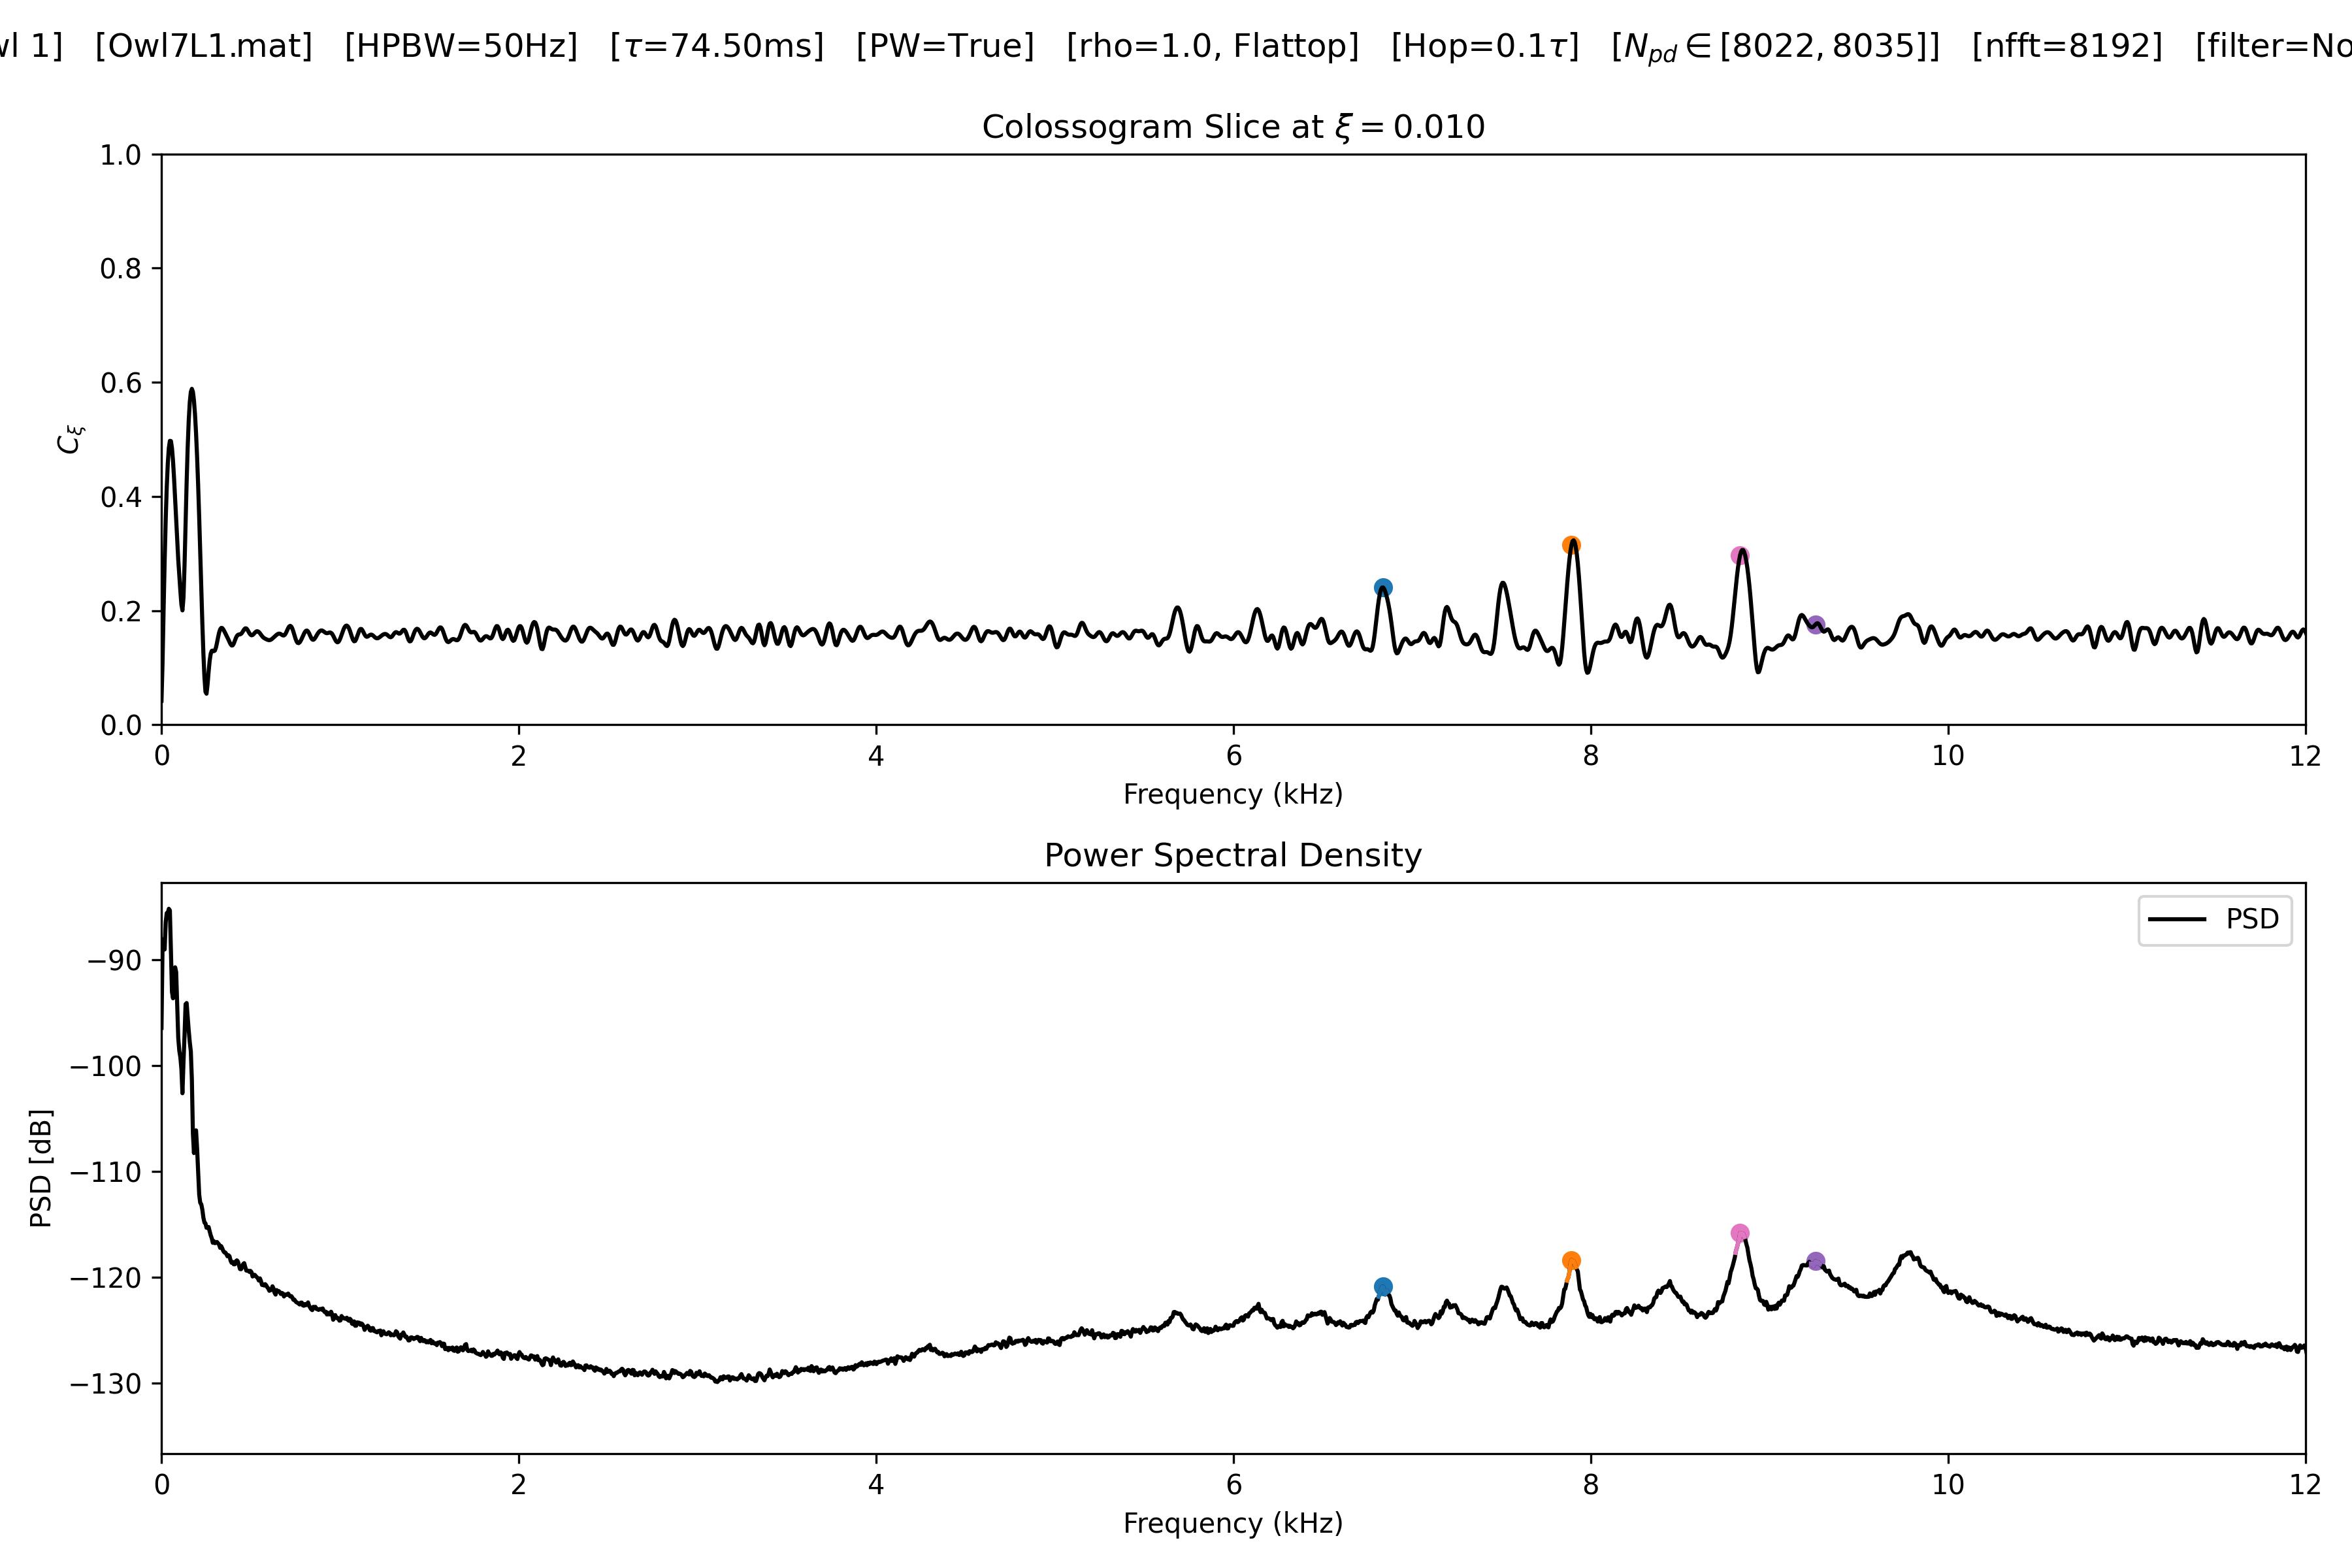 1] [Owl7L1.mat] [HPBW=50Hz] [τ=74.50ms] [PW=True] [rho=1.0, Flattop] [Hop=0.1τ] [N_pd ∈ [8022, 8035]] [nfft=8192] [filter=No
Colossogram Slice at ξ = 0.010
1.0
0.8
0.6
0.4
0.2
0.0
C_ξ
0 2 4 6 8 10 12
Frequency (kHz)
Power Spectral Density
PSD
−90
−100
−110
−120
−130
PSD [dB]
0 2 4 6 8 10 12
Frequency (kHz)